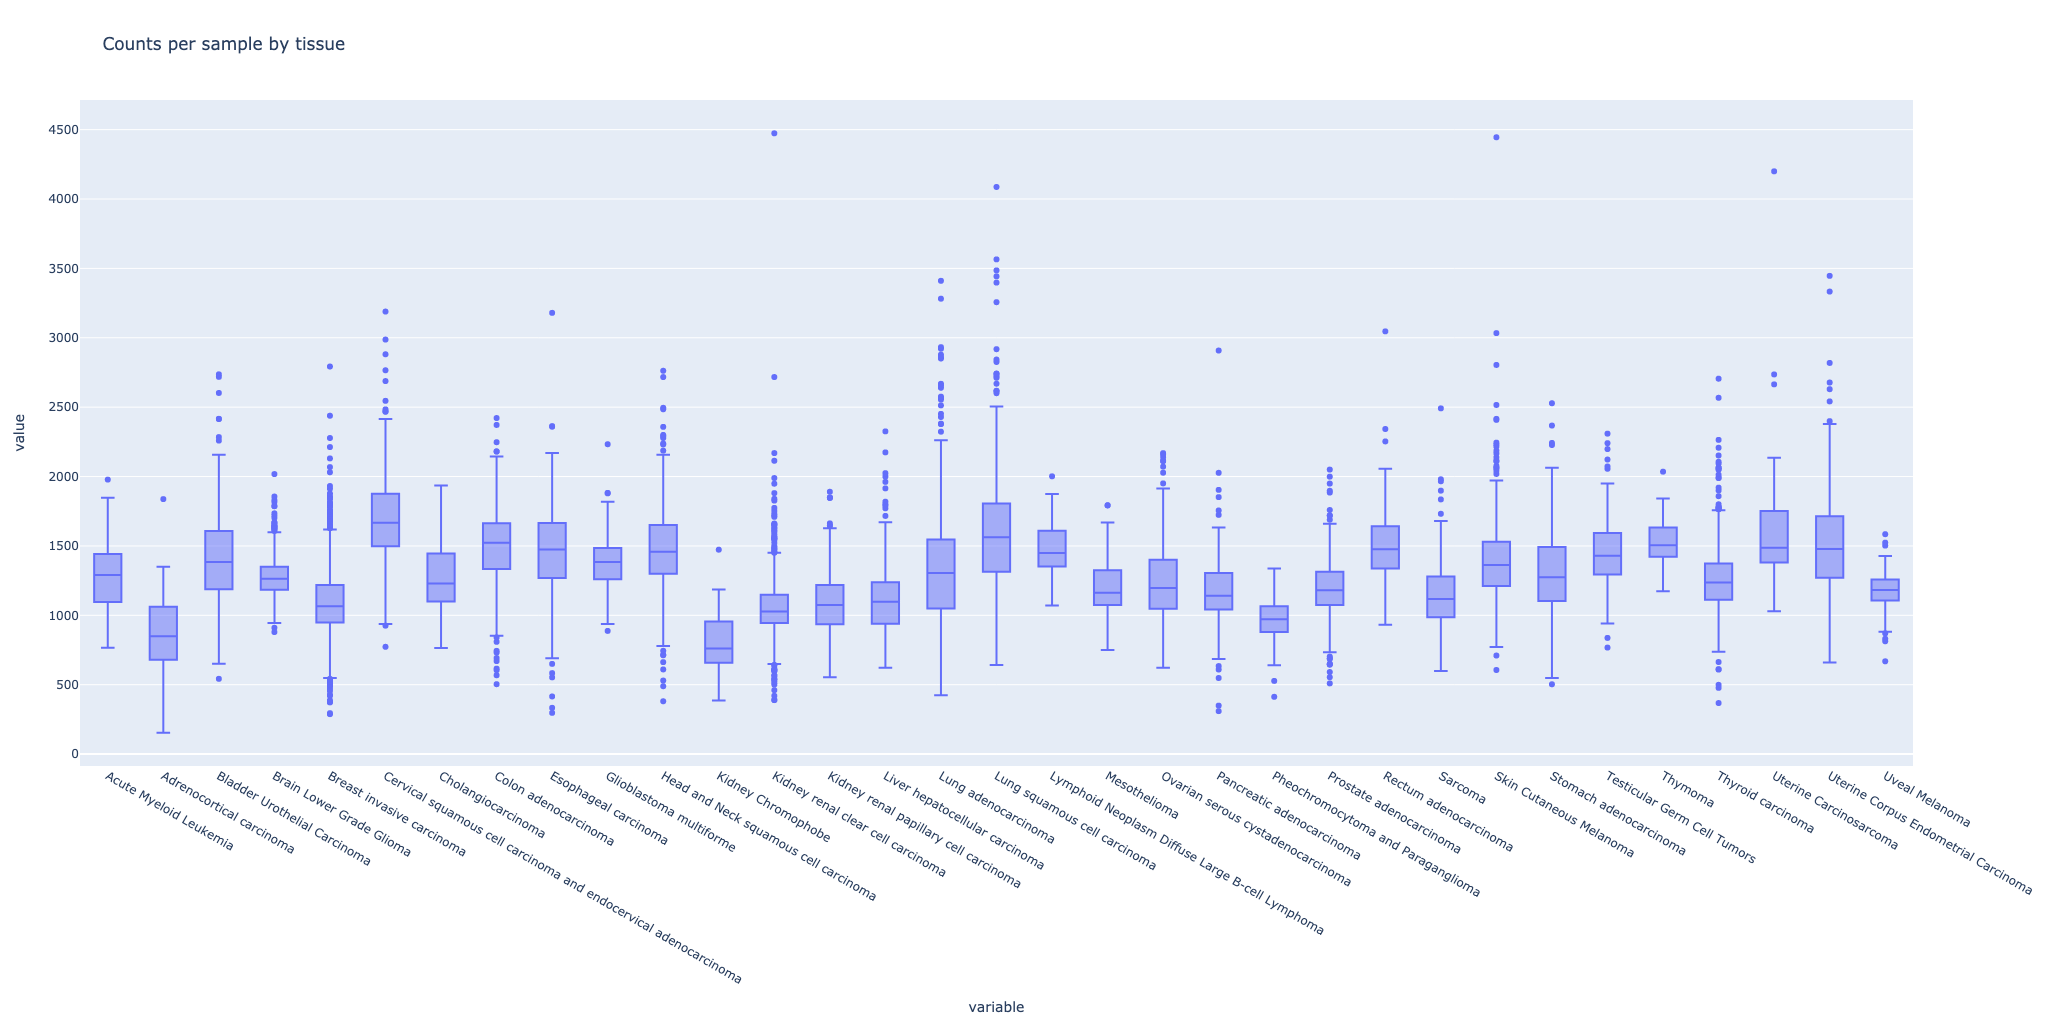 Counts per sample by tissue
4500
4000
3500
3000
2500
2000
1500
1000
500
0
value
Acute Myeloid Leukemia
Adrenocortical carcinoma
Bladder Urothelial Carcinoma
Brain Lower Grade Glioma
Breast invasive carcinoma
Cervical squamous cell carcinoma and endocervical adenocarcinoma
Cholangiocarcinoma
Colon adenocarcinoma
Esophageal carcinoma
Glioblastoma multiforme
Head and Neck squamous cell carcinoma
Kidney Chromophobe
Kidney renal clear cell carcinoma
Kidney renal papillary cell carcinoma
Liver hepatocellular carcinoma
Lung adenocarcinoma
Lung squamous cell carcinoma
Lymphoid Neoplasm Diffuse Large B-cell Lymphoma
Mesothelioma
Ovarian serous cystadenocarcinoma
Pancreatic adenocarcinoma
Pheochromocytoma and Paraganglioma
Prostate adenocarcinoma
Rectum adenocarcinoma
Sarcoma
Skin Cutaneous Melanoma
Stomach adenocarcinoma
Testicular Germ Cell Tumors
Thymoma
Thyroid carcinoma
Uterine Carcinosarcoma
Uterine Corpus Endometrial Carcinoma
Uveal Melanoma
variable